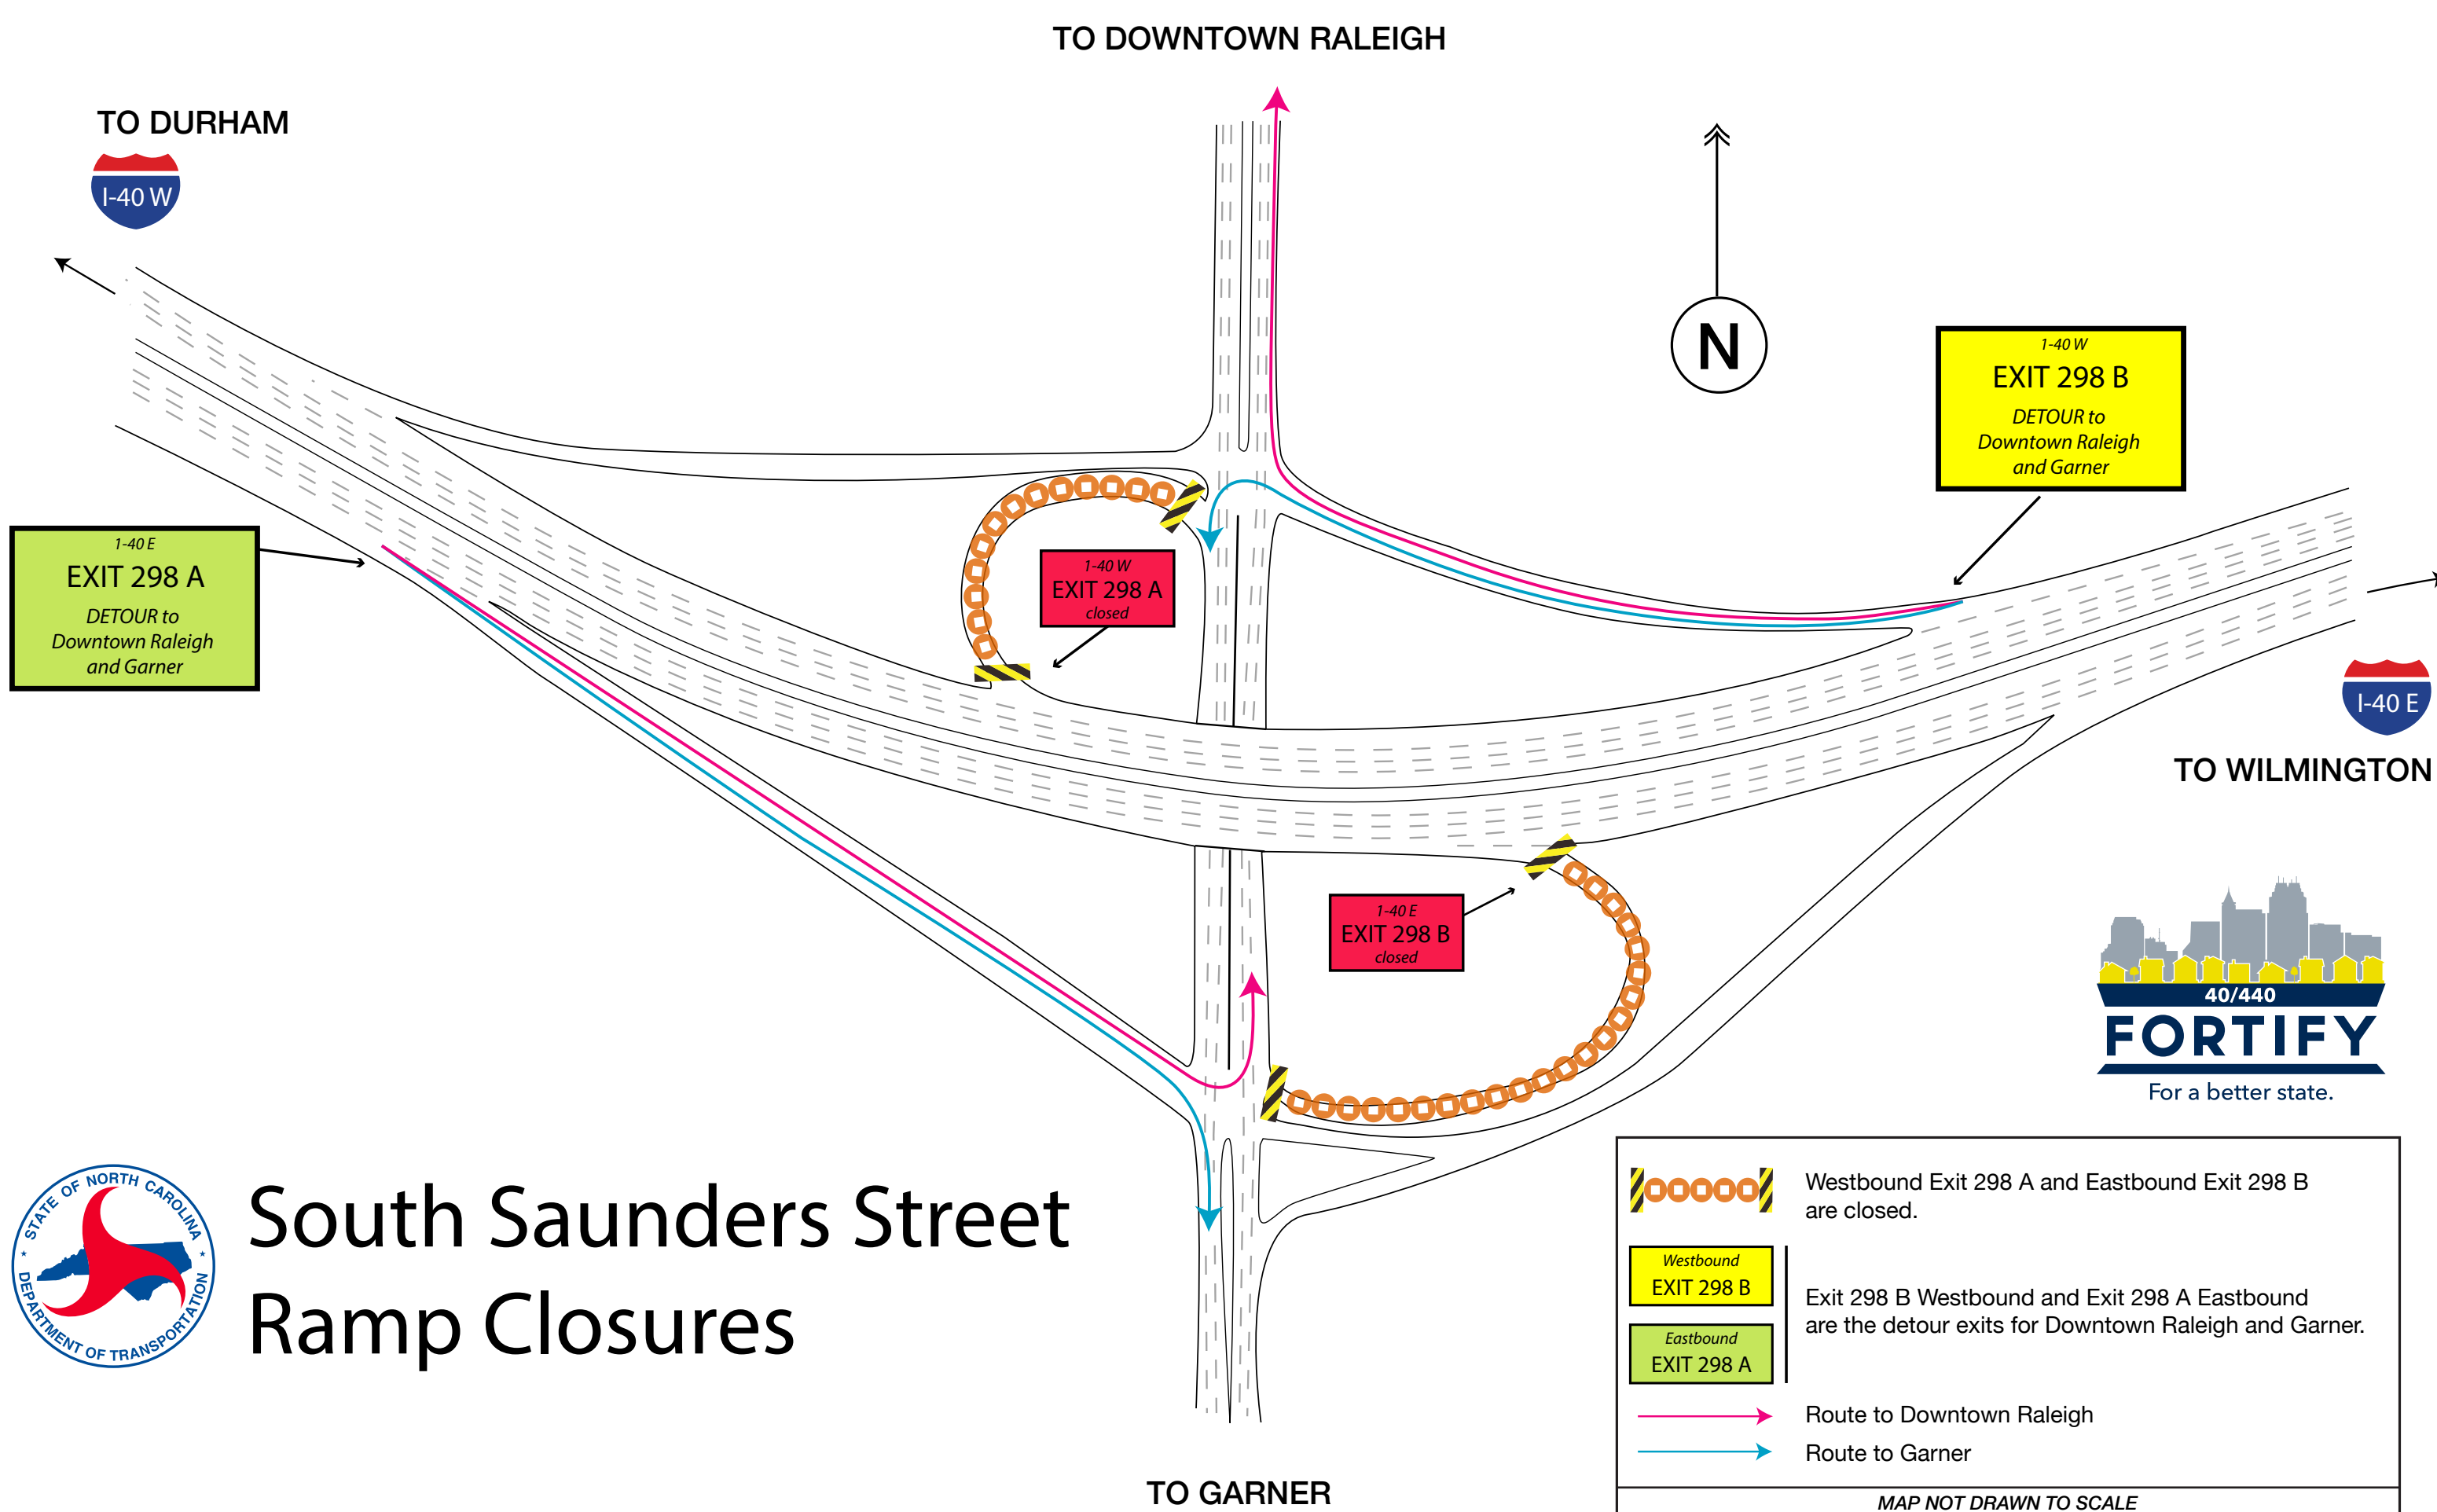 TO DOWNTOWN RALEIGH
TO DURHAM
I-40 W
N
1-40 W
EXIT 298 B
DETOUR to
Downtown Raleigh
and Garner
1-40 E
EXIT 298 A
DETOUR to
Downtown Raleigh
and Garner
1-40 W
EXIT 298 A
closed
I-40 E
TO WILMINGTON
1-40 E
EXIT 298 B
closed
40/440
FORTIFY
For a better state.
STATE OF NORTH CAROLINA
DEPARTMENT OF TRANSPORTATION
South Saunders Street
Ramp Closures
Westbound Exit 298 A and Eastbound Exit 298 B
are closed.
Westbound
EXIT 298 B
Eastbound
EXIT 298 A
Exit 298 B Westbound and Exit 298 A Eastbound
are the detour exits for Downtown Raleigh and Garner.
Route to Downtown Raleigh
Route to Garner
MAP NOT DRAWN TO SCALE
TO GARNER